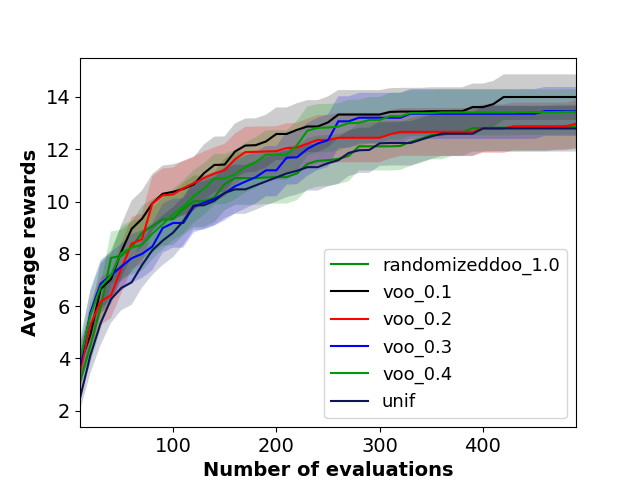 14
12
10
8
6
4
2
Average rewards
100
200
300
400
Number of evaluations
randomizeddoo_1.0
voo_0.1
voo_0.2
voo_0.3
voo_0.4
unif